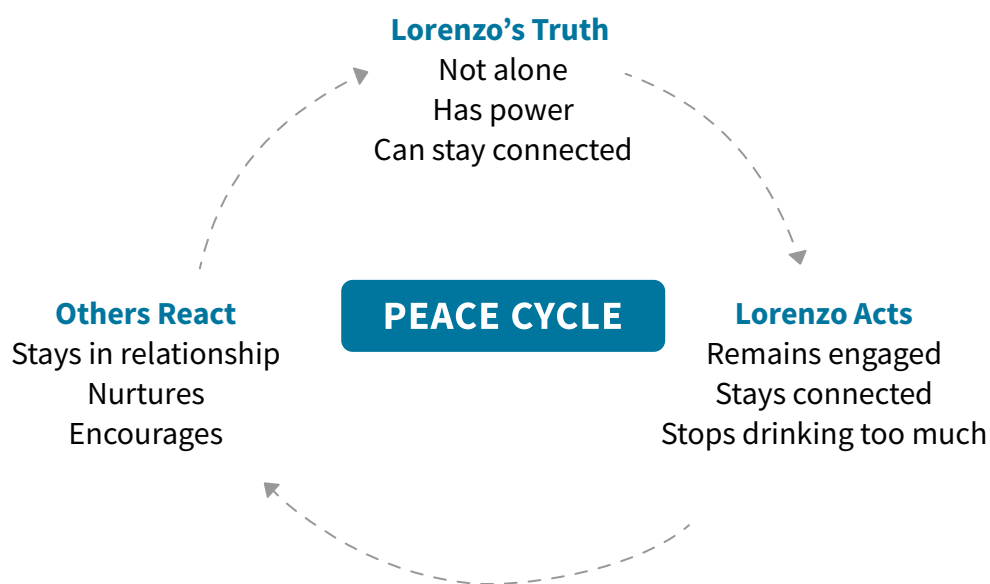 Lorenzo’s Truth
Not alone
Has power
Can stay connected
PEACE CYCLE
Lorenzo Acts
Remains engaged
Stays connected
Stops drinking too much
Others React
Stays in relationship
Nurtures
Encourages